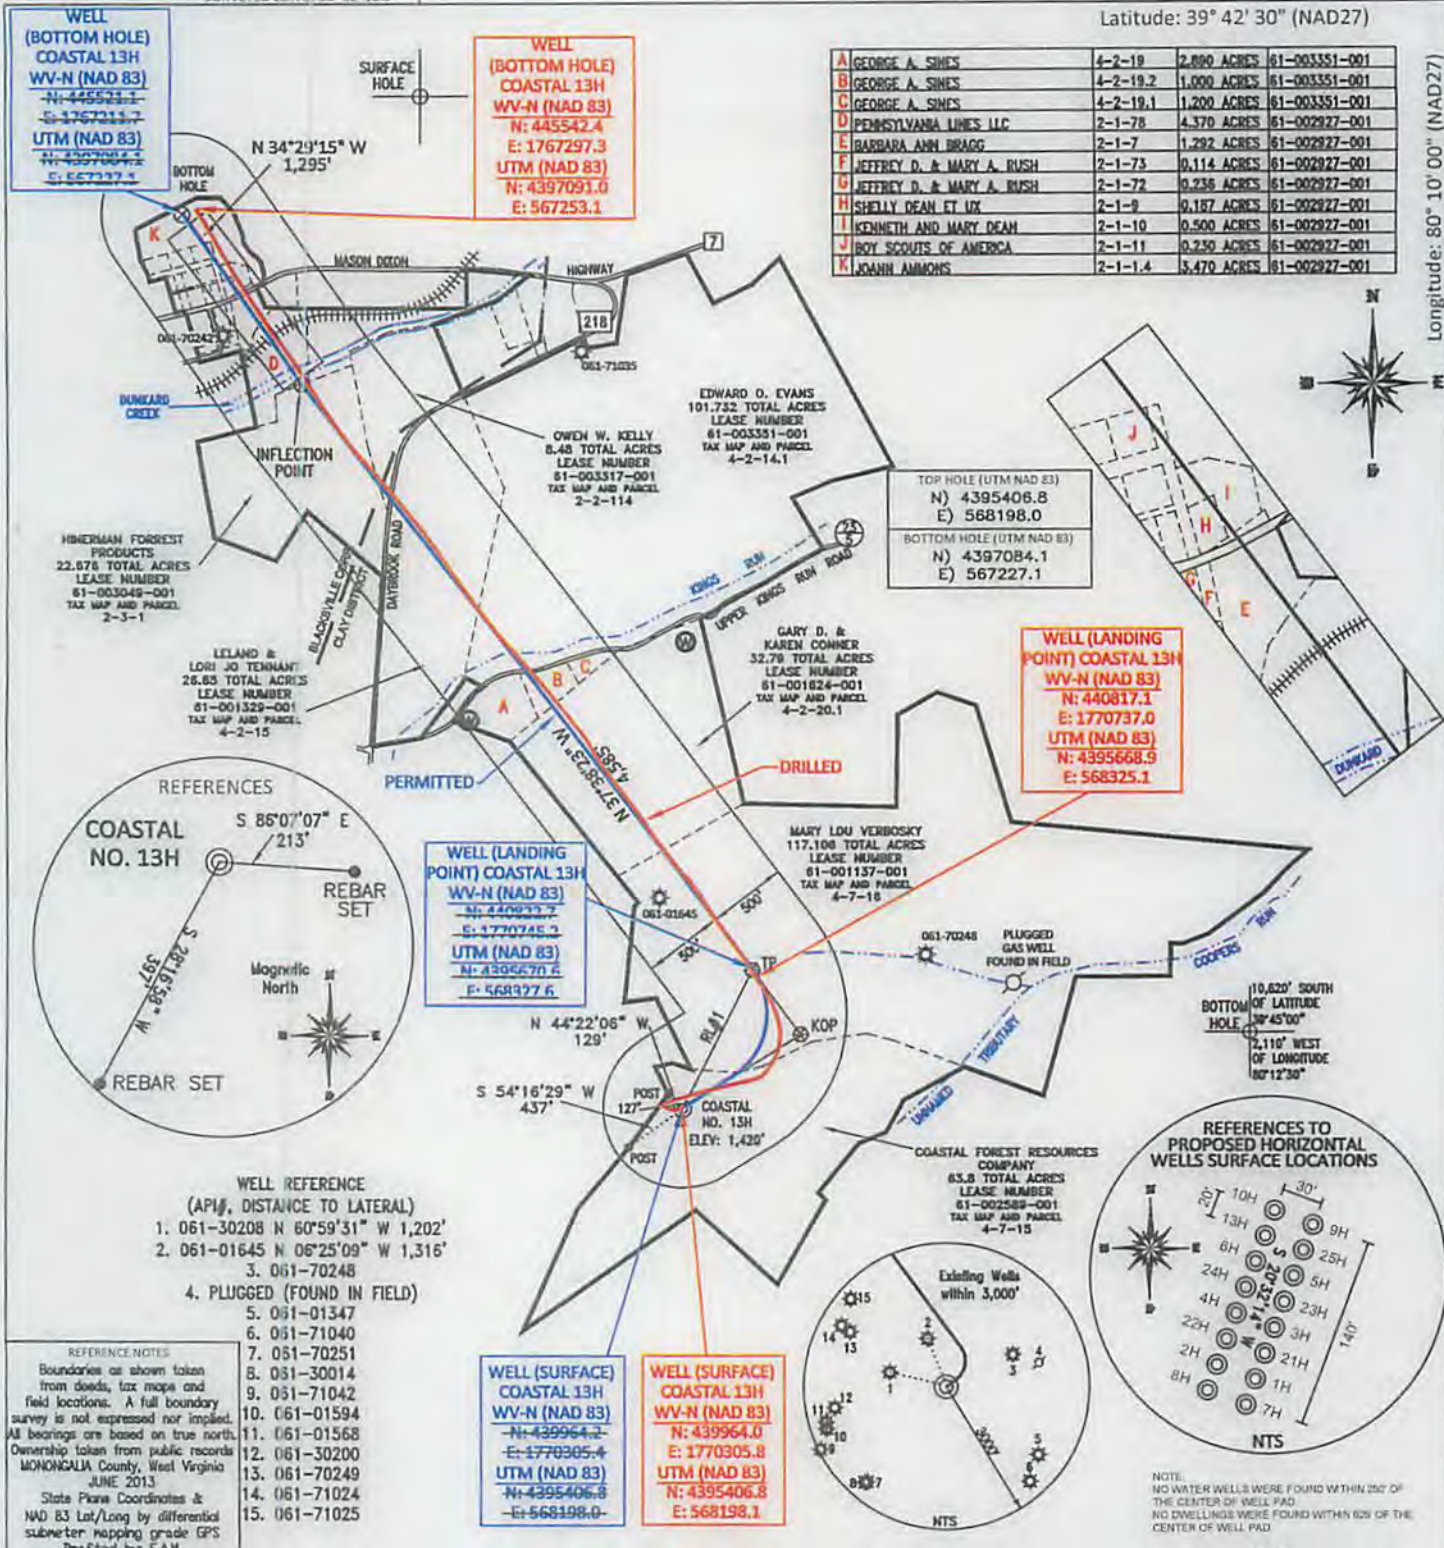 Latitude: 39° 42' 30" (NAD27)
Longitude: 80° 10' 00" (NAD27)
WELL
(BOTTOM HOLE)
COASTAL 13H
WV-N (NAD 83)
N: 445521.1
E: 1767211.7
UTM (NAD 83)
N: 4397084.1
E: 567227.1
SURFACE
HOLE
WELL
(BOTTOM HOLE)
COASTAL 13H
WV-N (NAD 83)
N: 445542.4
E: 1767297.3
UTM (NAD 83)
N: 4397091.0
E: 567253.1
A GEORGE A. SINES 4-2-19 2.890 ACRES 61-003351-001
B GEORGE A. SINES 4-2-19.2 1.000 ACRES 61-003351-001
C GEORGE A. SINES 4-2-19.1 1.200 ACRES 61-003351-001
D PENNSYLVANIA LINES LLC 2-1-78 4.370 ACRES 61-002927-001
E BARBARA ANN BRAGG 2-1-7 1.292 ACRES 61-002927-001
F JEFFREY D. & MARY A. RUSH 2-1-73 0.114 ACRES 61-002927-001
G JEFFREY D. & MARY A. RUSH 2-1-72 0.236 ACRES 61-002927-001
H SHELLY DEAN ET UX 2-1-9 0.187 ACRES 61-002927-001
I KENNETH AND MARY DEAN 2-1-10 0.500 ACRES 61-002927-001
J BOY SCOUTS OF AMERICA 2-1-11 0.230 ACRES 61-002927-001
K JOANN AMMONS 2-1-1.4 3.470 ACRES 61-002927-001
N 34°29'15" W
1,295'
BOTTOM
HOLE
K
MASON DIXON
HIGHWAY
7
218
061-70242
061-71035
D
DUNKARD
CREEK
INFLECTION
POINT
EDWARD O. EVANS
101.732 TOTAL ACRES
LEASE NUMBER
61-003351-001
TAX MAP AND PARCEL
4-2-14.1
OWEN W. KELLY
8.48 TOTAL ACRES
LEASE NUMBER
61-003317-001
TAX MAP AND PARCEL
2-2-114
TOP HOLE (UTM NAD 83)
N) 4395406.8
E) 568198.0
BOTTOM HOLE (UTM NAD 83)
N) 4397084.1
E) 567227.1
N
J
I
H
G
F
E
DUNKARD
HINERMAN FORREST
PRODUCTS
22.678 TOTAL ACRES
LEASE NUMBER
61-003049-001
TAX MAP AND PARCEL
2-3-1
BLACKSVILLE CORP.
CLAY DISTRICT
DAYBROOK ROAD
KINGS RUN
UPPER KINGS RUN ROAD
25
5
W
LELAND &
LORI JO TENNANT
26.65 TOTAL ACRES
LEASE NUMBER
61-001329-001
TAX MAP AND PARCEL
4-2-15
GARY D. &
KAREN CONNER
32.79 TOTAL ACRES
LEASE NUMBER
61-001624-001
TAX MAP AND PARCEL
4-2-20.1
WELL (LANDING
POINT) COASTAL 13H
WV-N (NAD 83)
N: 440817.1
E: 1770737.0
UTM (NAD 83)
N: 4395668.9
E: 568325.1
A
B
C
W
PERMITTED
DRILLED
N 37°38'23" W
4,585'
REFERENCES
COASTAL
NO. 13H
S 86°07'07" E
213'
REBAR
SET
S 28°16'58" W
397'
Magnetic
North
REBAR SET
WELL (LANDING
POINT) COASTAL 13H
WV-N (NAD 83)
N: 440822.7
E: 1770745.2
UTM (NAD 83)
N: 4395670.6
E: 568327.6
MARY LOU VERBOSKY
117.106 TOTAL ACRES
LEASE NUMBER
61-001137-001
TAX MAP AND PARCEL
4-7-16
061-01645
500'
500'
TP
061-70248
PLUGGED
GAS WELL
FOUND IN FIELD
COOPERS RUN
UNNAMED TRIBUTARY
BOTTOM
HOLE
10,620' SOUTH
OF LATITUDE
39°45'00"
2,110' WEST
OF LONGITUDE
80°12'30"
N 44°22'06" W
129'
RL#1
KOP
S 54°16'29" W
437'
POST
127'
POST
COASTAL
NO. 13H
ELEV: 1,420'
COASTAL FOREST RESOURCES
COMPANY
63.8 TOTAL ACRES
LEASE NUMBER
61-002589-001
TAX MAP AND PARCEL
4-7-15
WELL REFERENCE
(API#, DISTANCE TO LATERAL)
1. 061-30208 N 60°59'31" W 1,202'
2. 061-01645 N 06°25'09" W 1,316'
3. 061-70248
4. PLUGGED (FOUND IN FIELD)
5. 061-01347
6. 061-71040
7. 061-70251
8. 061-30014
9. 061-71042
10. 061-01594
11. 061-01568
12. 061-30200
13. 061-70249
14. 061-71024
15. 061-71025
REFERENCE NOTES
Boundaries as shown taken
from deeds, tax maps and
field locations. A full boundary
survey is not expressed nor implied.
All bearings are based on true north.
Ownership taken from public records
MONONGALIA County, West Virginia
JUNE 2013
State Plane Coordinates &
NAD 83 Lat/Long by differential
submeter mapping grade GPS
WELL (SURFACE)
COASTAL 13H
WV-N (NAD 83)
N: 439964.2
E: 1770305.4
UTM (NAD 83)
N: 4395406.8
E: 568198.0
WELL (SURFACE)
COASTAL 13H
WV-N (NAD 83)
N: 439964.0
E: 1770305.8
UTM (NAD 83)
N: 4395406.8
E: 568198.1
Existing Wells
within 3,000'
15
14
13
2
3
4
1
12
11
10
9
8
7
5
6
3000'
NTS
REFERENCES TO
PROPOSED HORIZONTAL
WELLS SURFACE LOCATIONS
20'
30'
10H
9H
13H
25H
6H
5H
24H
23H
4H
3H
22H
21H
2H
1H
8H
7H
S 20°32'14" W
140'
NTS
NOTE:
NO WATER WELLS WERE FOUND WITHIN 250' OF
THE CENTER OF WELL PAD.
NO DWELLINGS WERE FOUND WITHIN 625' OF THE
CENTER OF WELL PAD.